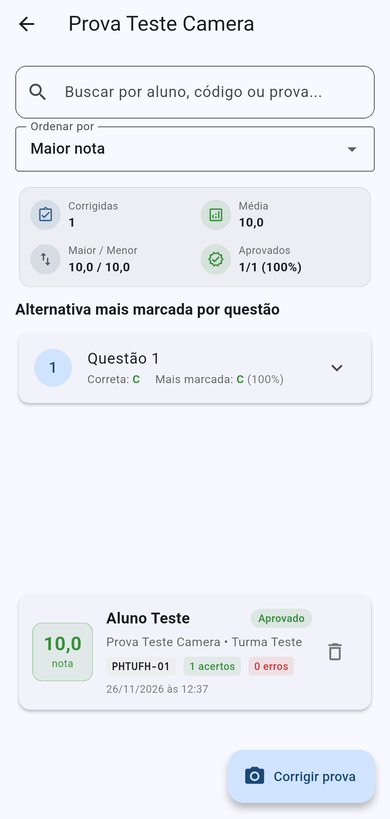 Prova Teste Camera
Buscar por aluno, código ou prova...
Ordenar por
Maior nota
Corrigidas
1
Média
10,0
Maior / Menor
10,0 / 10,0
Aprovados
1/1 (100%)
Alternativa mais marcada por questão
1
Questão 1
Correta: C Mais marcada: C (100%)
10,0
nota
Aluno Teste
Aprovado
Prova Teste Camera • Turma Teste
PHTUFH-01
1 acertos
0 erros
26/11/2026 às 12:37
Corrigir prova